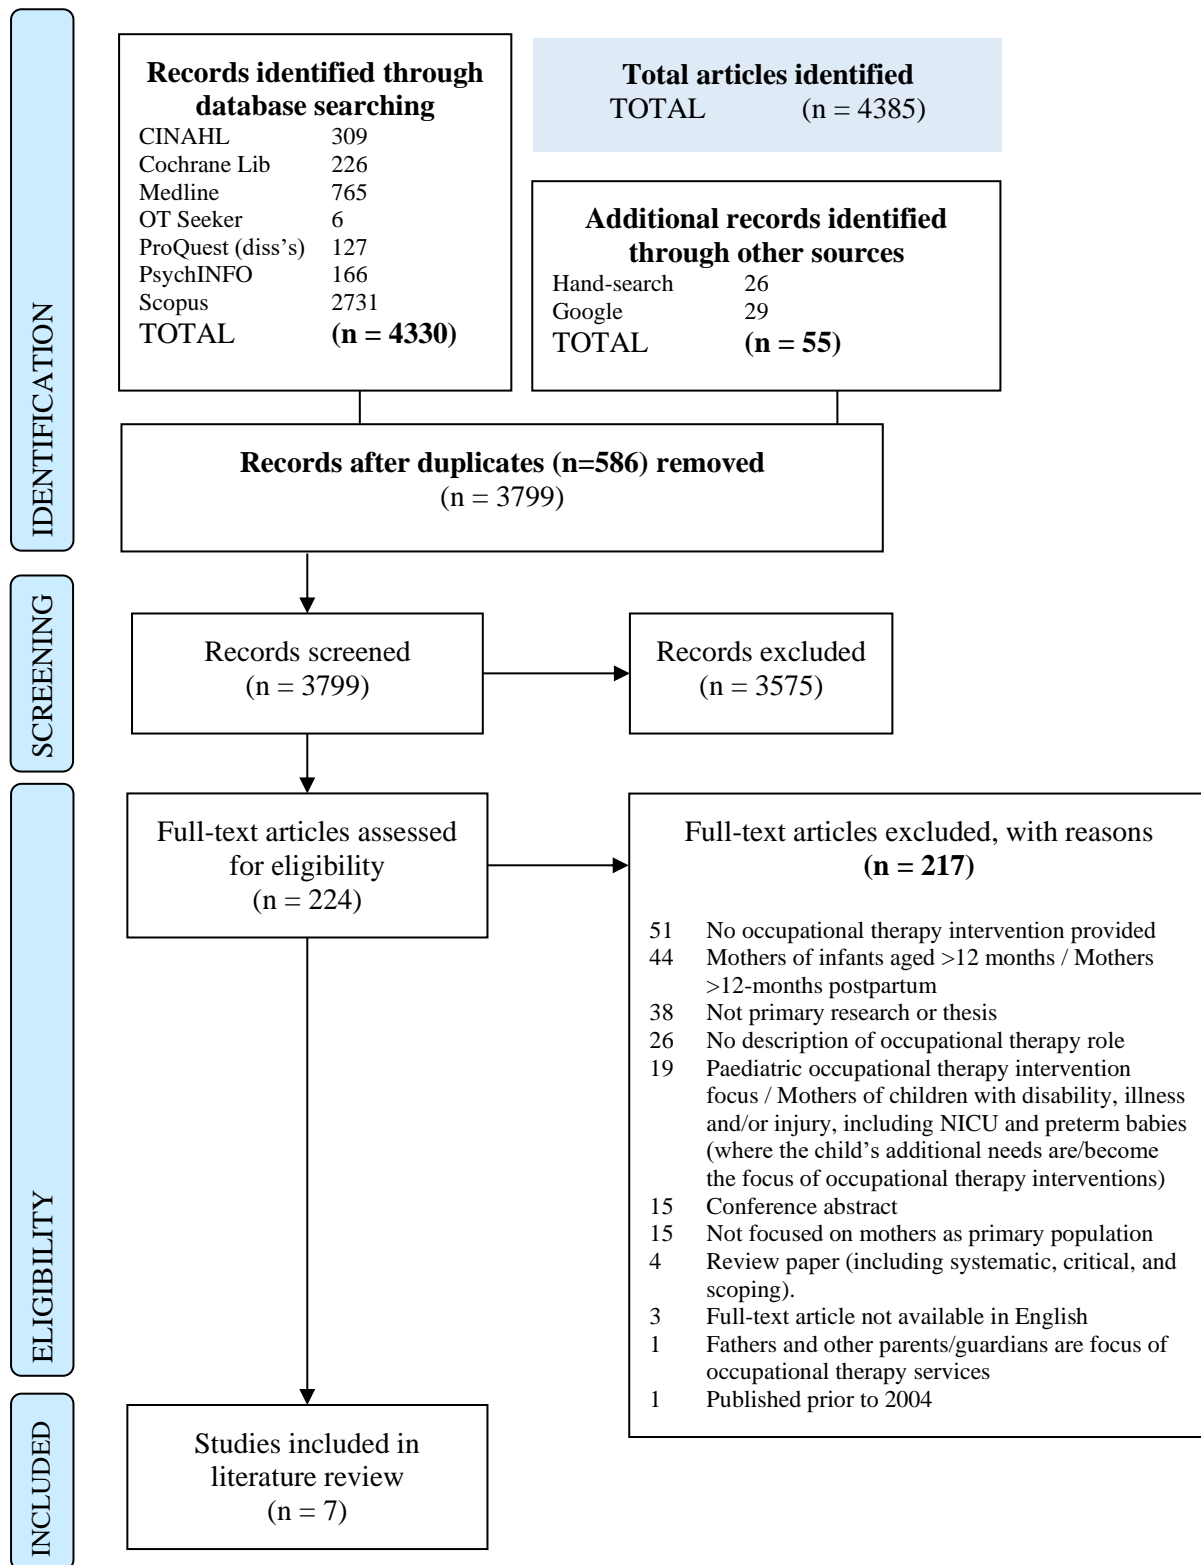 IDENTIFICATION
Records identified through
database searching
CINAHL 309
Cochrane Lib 226
Medline 765
OT Seeker 6
ProQuest (diss's) 127
PsychINFO 166
Scopus 2731
TOTAL (n = 4330)
Total articles identified
TOTAL (n = 4385)
Additional records identified
through other sources
Hand-search 26
Google 29
TOTAL (n = 55)
Records after duplicates (n=586) removed
(n = 3799)
SCREENING
Records screened
(n = 3799)
Records excluded
(n = 3575)
ELIGIBILITY
Full-text articles assessed
for eligibility
(n = 224)
Full-text articles excluded, with reasons
(n = 217)
51 No occupational therapy intervention provided
44 Mothers of infants aged >12 months / Mothers
>12-months postpartum
38 Not primary research or thesis
26 No description of occupational therapy role
19 Paediatric occupational therapy intervention
focus / Mothers of children with disability, illness
and/or injury, including NICU and preterm babies
(where the child's additional needs are/become
the focus of occupational therapy interventions)
15 Conference abstract
15 Not focused on mothers as primary population
4 Review paper (including systematic, critical, and
scoping).
3 Full-text article not available in English
1 Fathers and other parents/guardians are focus of
occupational therapy services
1 Published prior to 2004
INCLUDED
Studies included in
literature review
(n = 7)